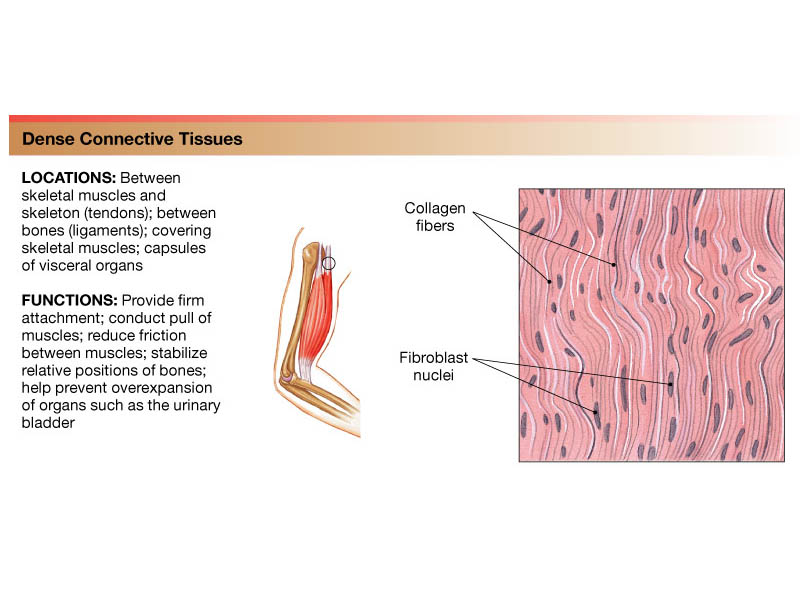 Dense Connective Tissues
LOCATIONS: Between
skeletal muscles and
skeleton (tendons); between
bones (ligaments); covering
skeletal muscles; capsules
of visceral organs
FUNCTIONS: Provide firm
attachment; conduct pull of
muscles; reduce friction
between muscles; stabilize
relative positions of bones;
help prevent overexpansion
of organs such as the urinary
bladder
Collagen
fibers
Fibroblast
nuclei